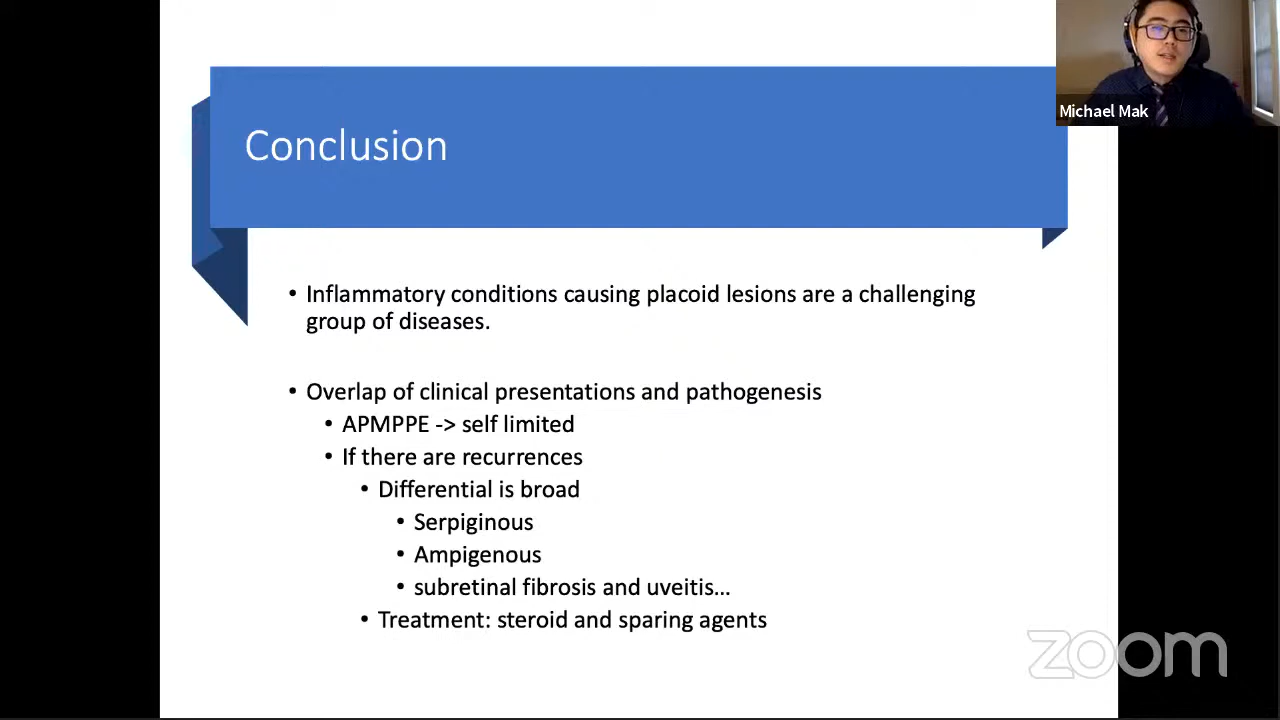 Michael Mak
Conclusion
• Inflammatory conditions causing placoid lesions are a challenging
group of diseases.
• Overlap of clinical presentations and pathogenesis
• APMPPE -> self limited
• If there are recurrences
• Differential is broad
• Serpiginous
• Ampigenous
• subretinal fibrosis and uveitis...
• Treatment: steroid and sparing agents
zoom